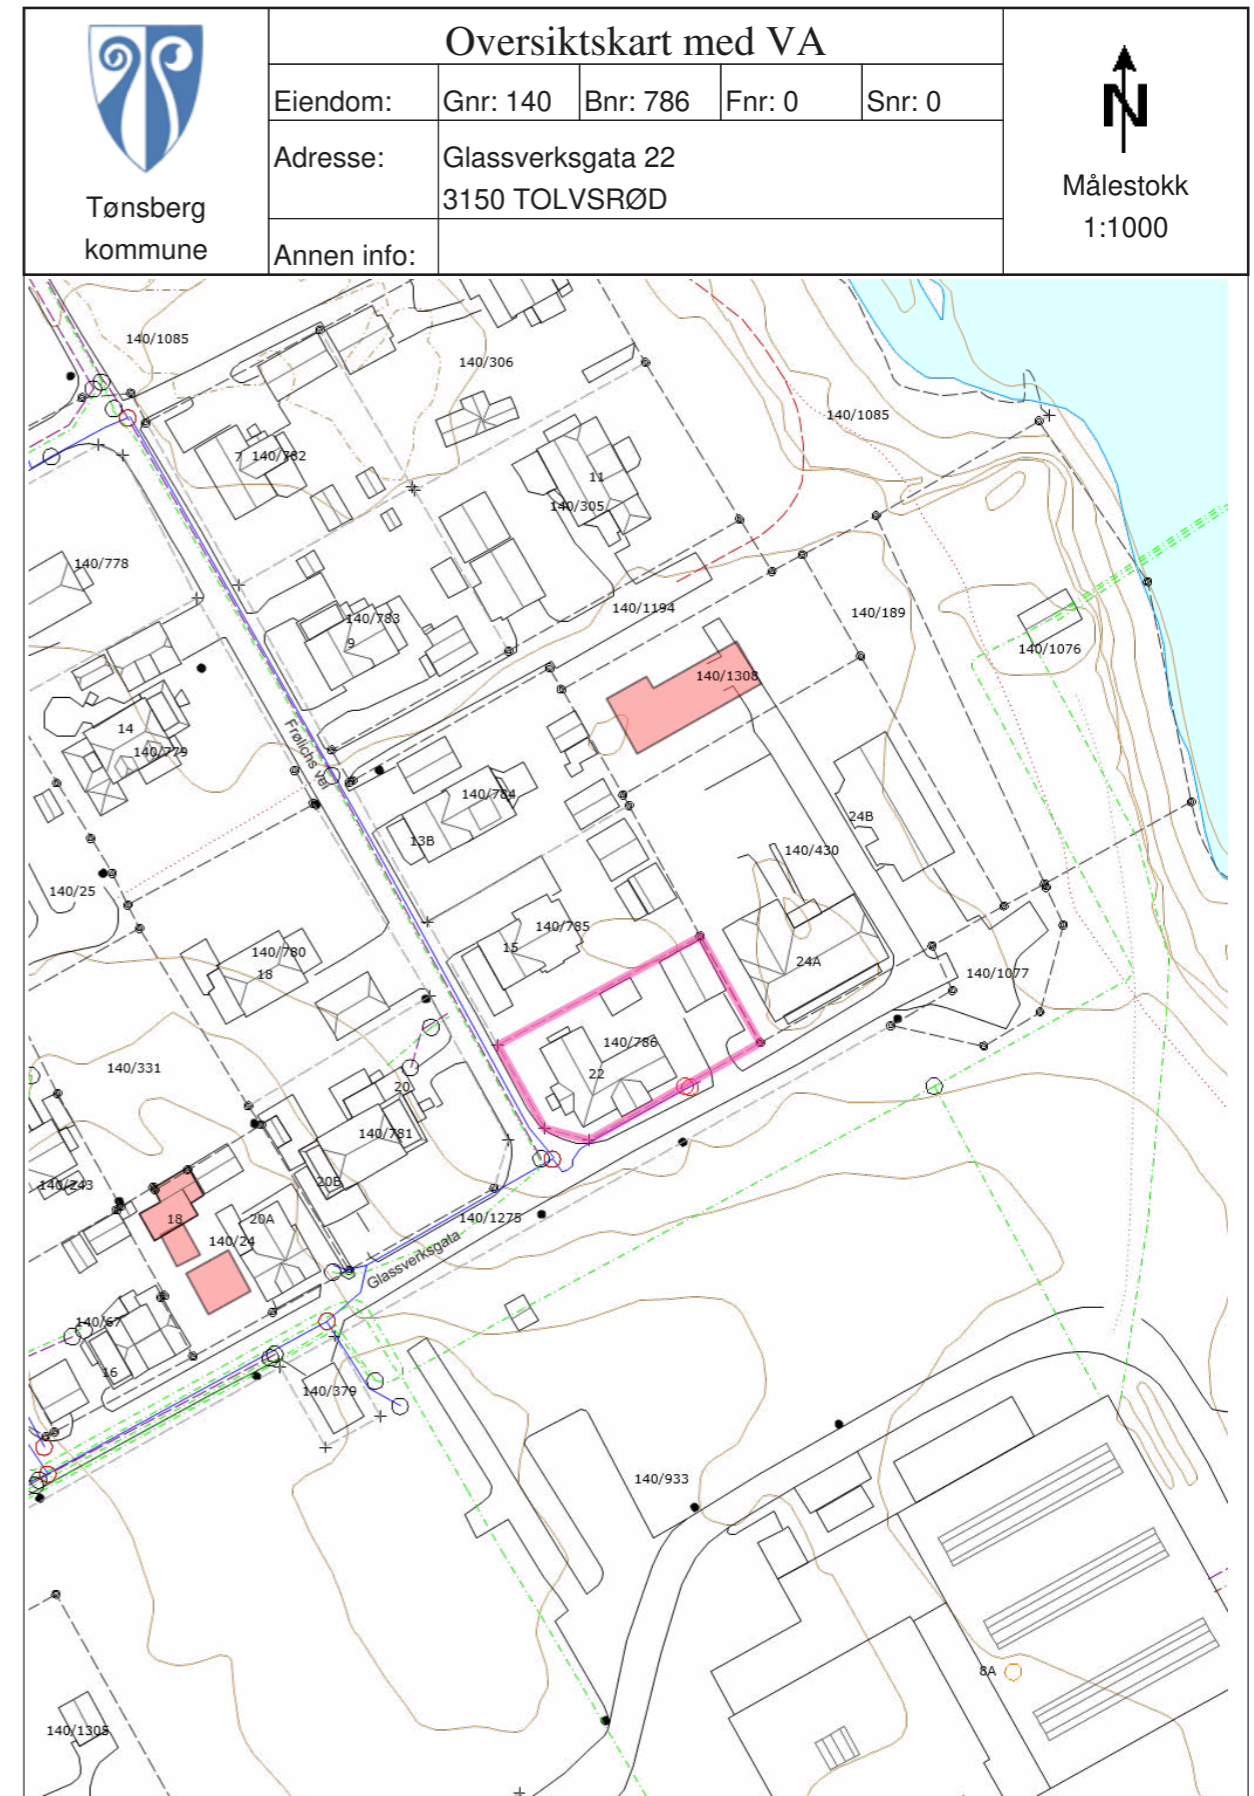 Oversiktskart med VA
Eiendom:
Gnr: 140
Bnr: 786
Fnr: 0
Snr: 0
Adresse:
Glassverksgata 22
3150 TOLVSRØD
Annen info:
Tønsberg
kommune
N
Målestokk
1:1000
140/1085
140/306
140/1085
7
140/782
11
140/305
140/778
140/783
9
140/1194
140/189
140/1076
140/1308
14
140/779
Frølichs ve
140/784
13B
24B
140/430
140/25
140/785
15
140/780
18
24A
140/1077
140/786
22
140/331
20
140/781
20B
140/243
18
20A
140/24
140/1275
Glassverksgata
140/67
16
140/379
140/933
8A
140/1305